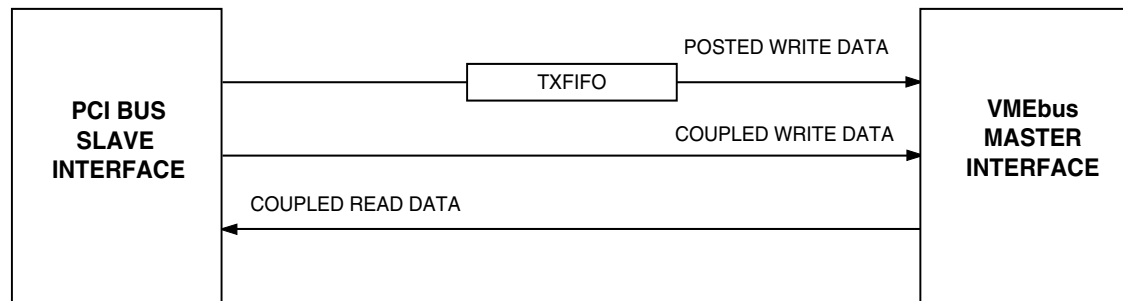 PCI BUS
SLAVE
INTERFACE
POSTED WRITE DATA
TXFIFO
COUPLED WRITE DATA
COUPLED READ DATA
VMEbus
MASTER
INTERFACE